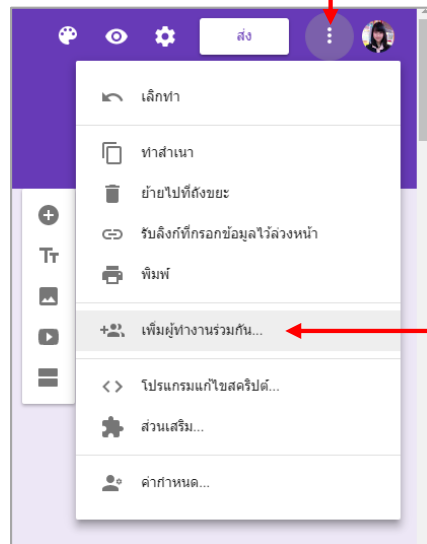 ส่ง
เลิกทำ
ทำสำเนา
ย้ายไปที่ถังขยะ
รับลิงก์ที่กรอกข้อมูลไว้ล่วงหน้า
พิมพ์
เพิ่มผู้ทำงานร่วมกัน...
โปรแกรมแก้ไขสคริปต์...
ส่วนเสริม...
ค่ากำหนด...
Tт